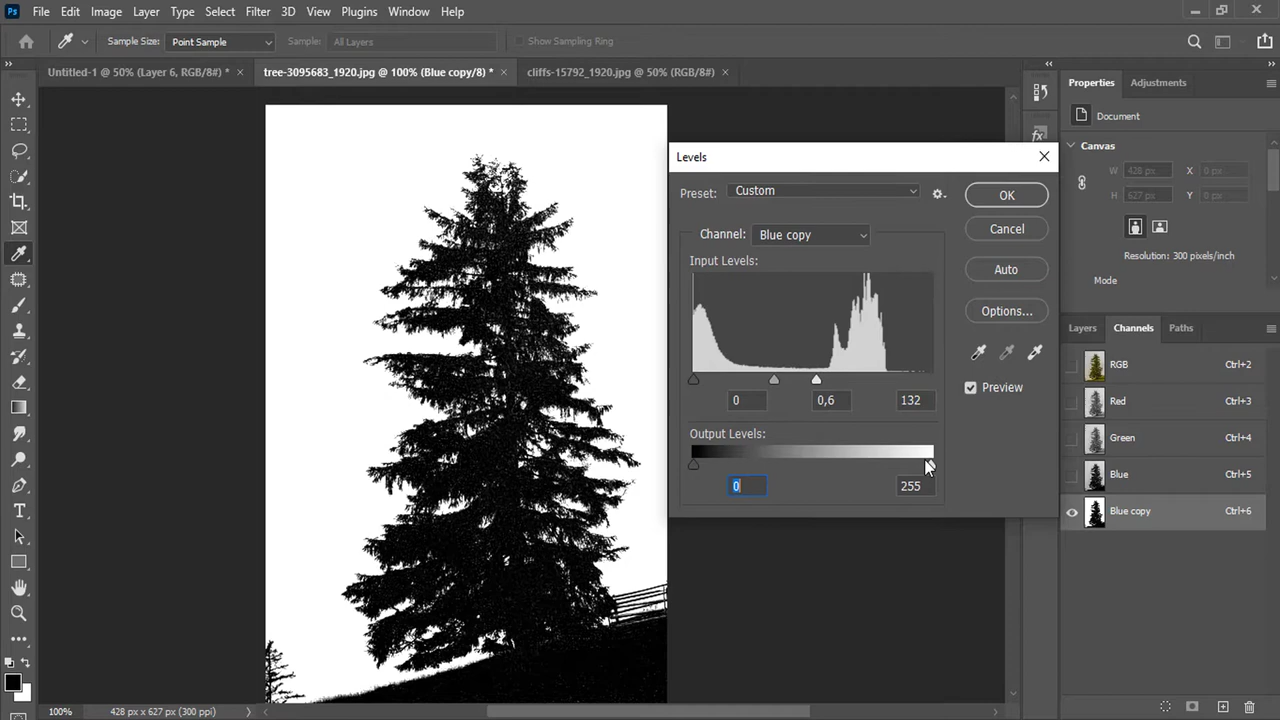 Ps File Edit Image Layer Type Select Filter 3D View Plugins Window Help
Sample Size: Point Sample Sample: All Layers Show Sampling Ring
Untitled-1 @ 50% (Layer 6, RGB/8#) * × tree-3095683_1920.jpg @ 100% (Blue copy/8) * × cliffs-15792_1920.jpg @ 50% (RGB/8#) ×
Levels
Preset: Custom
OK
Channel: Blue copy
Cancel
Input Levels:
Auto
Options...
Preview
0 0,6 132
Output Levels:
0 255
Properties Adjustments
Document
Canvas
W 428 px X 0 px
H 627 px Y 0 px
Resolution: 300 pixels/inch
Mode
Layers Channels Paths
RGB Ctrl+2
Red Ctrl+3
Green Ctrl+4
Blue Ctrl+5
Blue copy Ctrl+6
100% 428 px x 627 px (300 ppi)